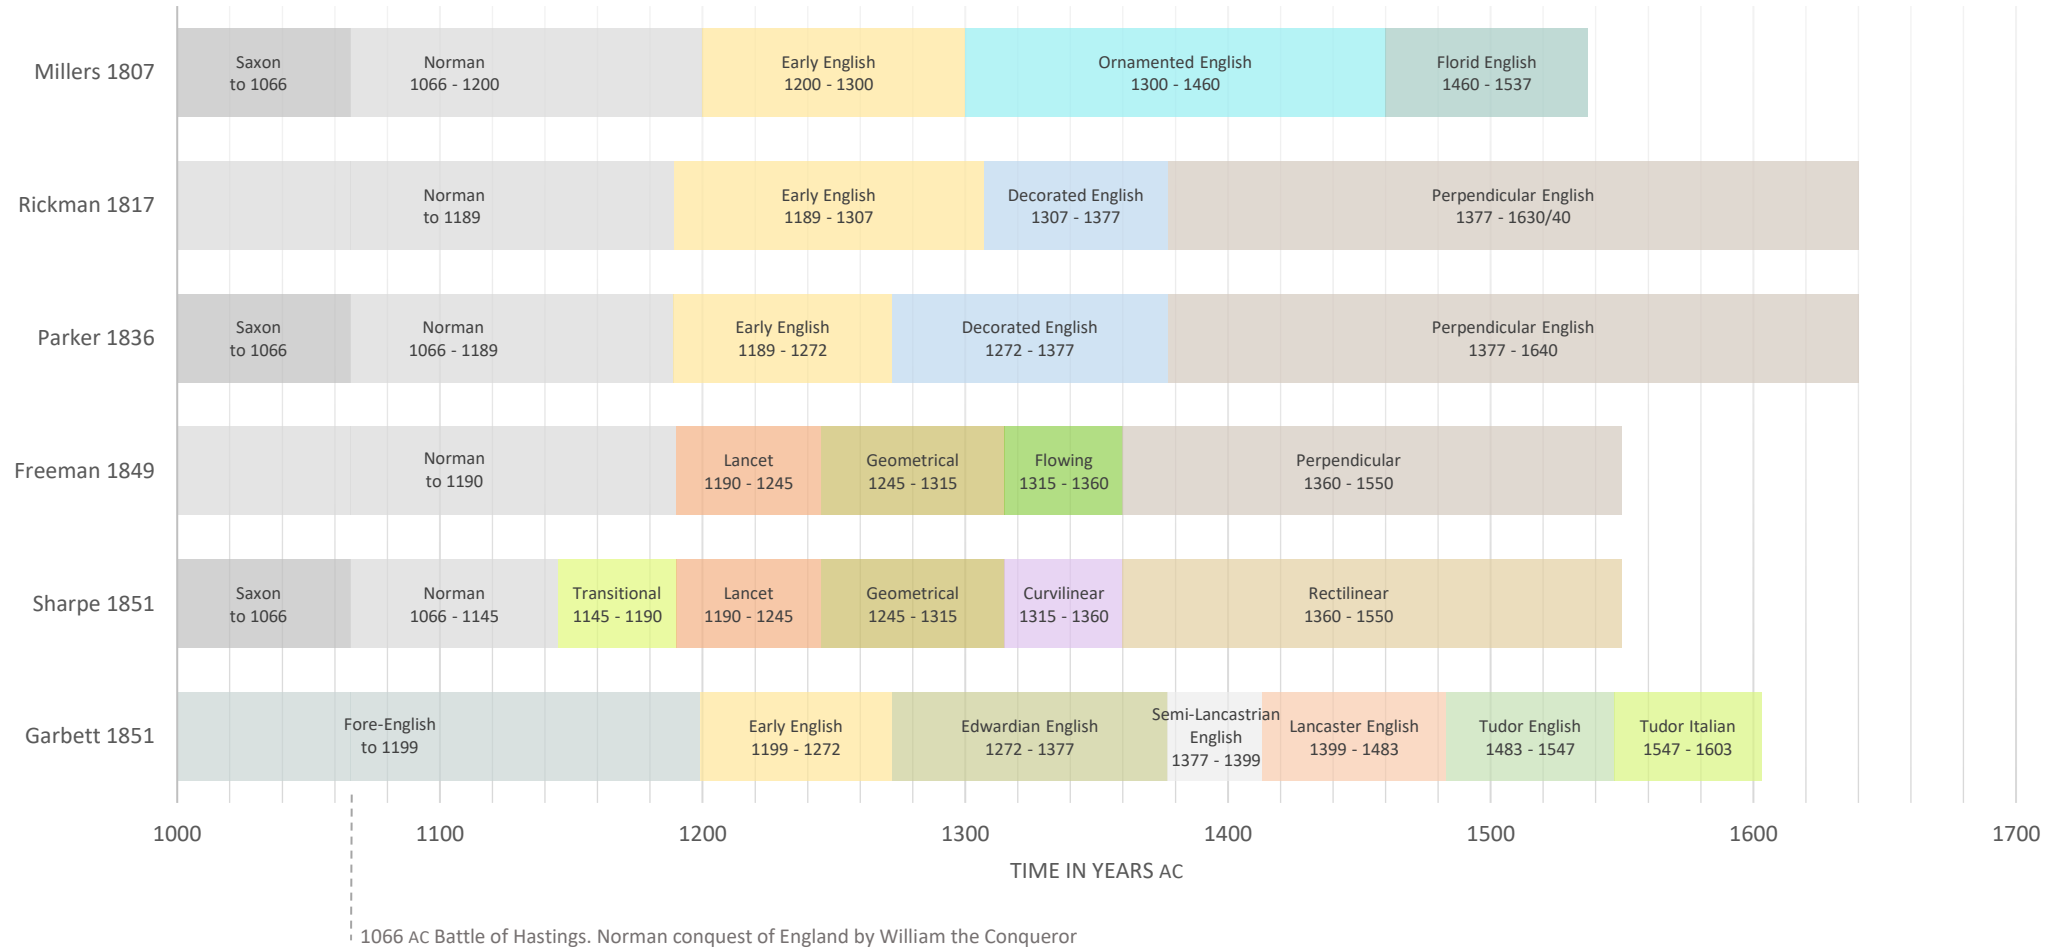 Millers 1807
Saxon
to 1066
Norman
1066 - 1200
Early English
1200 - 1300
Ornamented English
1300 - 1460
Florid English
1460 - 1537
Rickman 1817
Norman
to 1189
Early English
1189 - 1307
Decorated English
1307 - 1377
Perpendicular English
1377 - 1630/40
Parker 1836
Saxon
to 1066
Norman
1066 - 1189
Early English
1189 - 1272
Decorated English
1272 - 1377
Perpendicular English
1377 - 1640
Freeman 1849
Norman
to 1190
Lancet
1190 - 1245
Geometrical
1245 - 1315
Flowing
1315 - 1360
Perpendicular
1360 - 1550
Sharpe 1851
Saxon
to 1066
Norman
1066 - 1145
Transitional
1145 - 1190
Lancet
1190 - 1245
Geometrical
1245 - 1315
Curvilinear
1315 - 1360
Rectilinear
1360 - 1550
Garbett 1851
Fore-English
to 1199
Early English
1199 - 1272
Edwardian English
1272 - 1377
Semi-Lancastrian
English
1377 - 1399
Lancaster English
1399 - 1483
Tudor English
1483 - 1547
Tudor Italian
1547 - 1603
1000 1100 1200 1300 1400 1500 1600 1700
TIME IN YEARS AC
1066 AC Battle of Hastings. Norman conquest of England by William the Conqueror